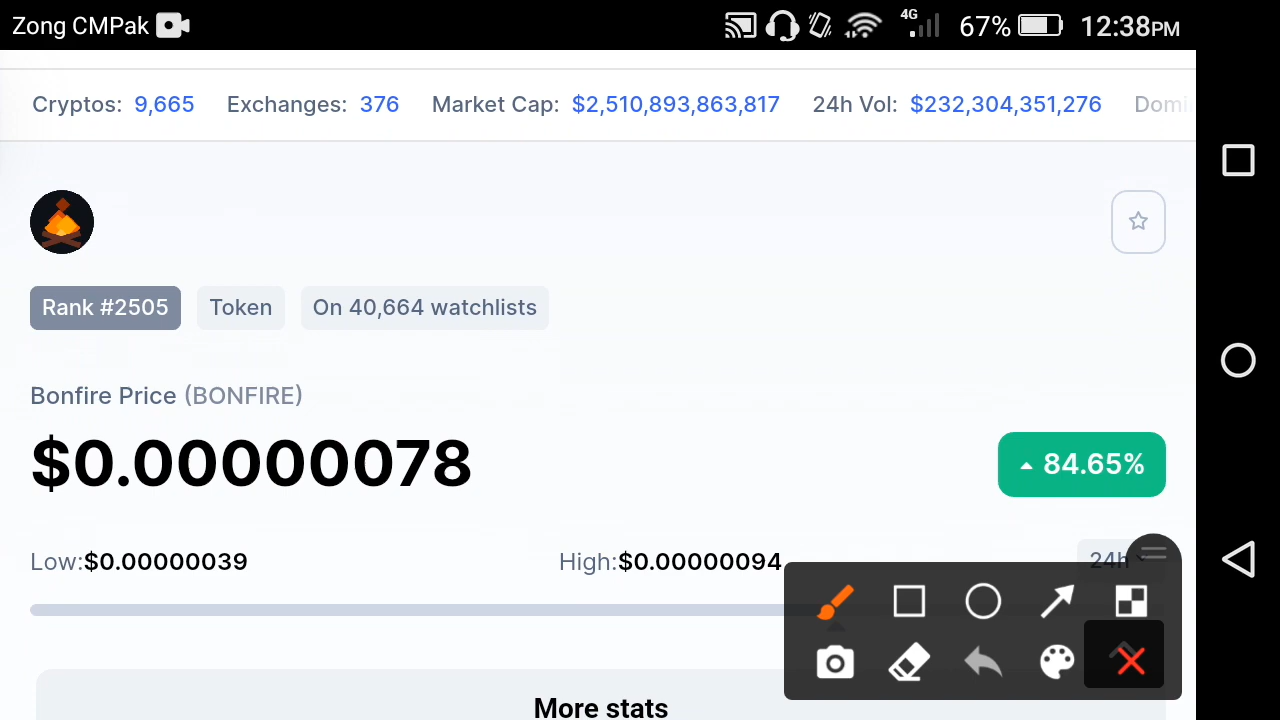 Zong CMPak 4G 67% 12:38PM
Cryptos: 9,665 Exchanges: 376 Market Cap: $2,510,893,863,817 24h Vol: $232,304,351,276 Domi
Rank #2505 Token On 40,664 watchlists
Bonfire Price (BONFIRE)
$0.00000078 84.65%
Low:$0.00000039 High:$0.00000094 24h
More stats